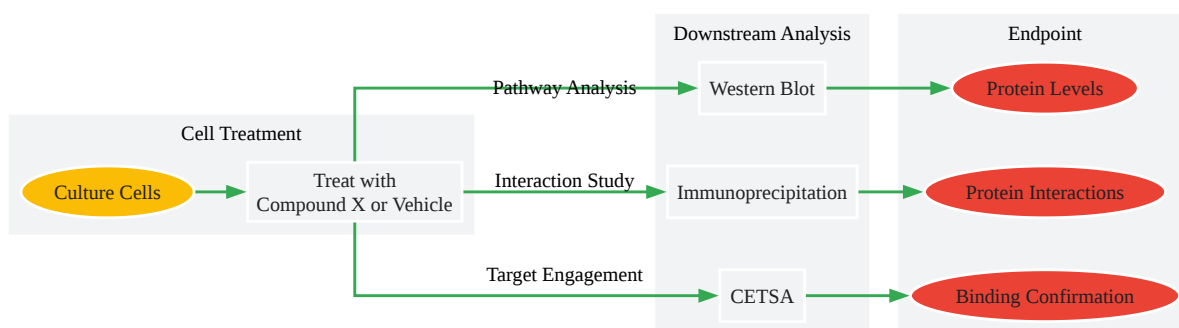 Downstream Analysis
Endpoint
Pathway Analysis
Western Blot
Protein Levels
Cell Treatment
Culture Cells
Treat with
Compound X or Vehicle
Interaction Study
Immunoprecipitation
Protein Interactions
Target Engagement
CETSA
Binding Confirmation